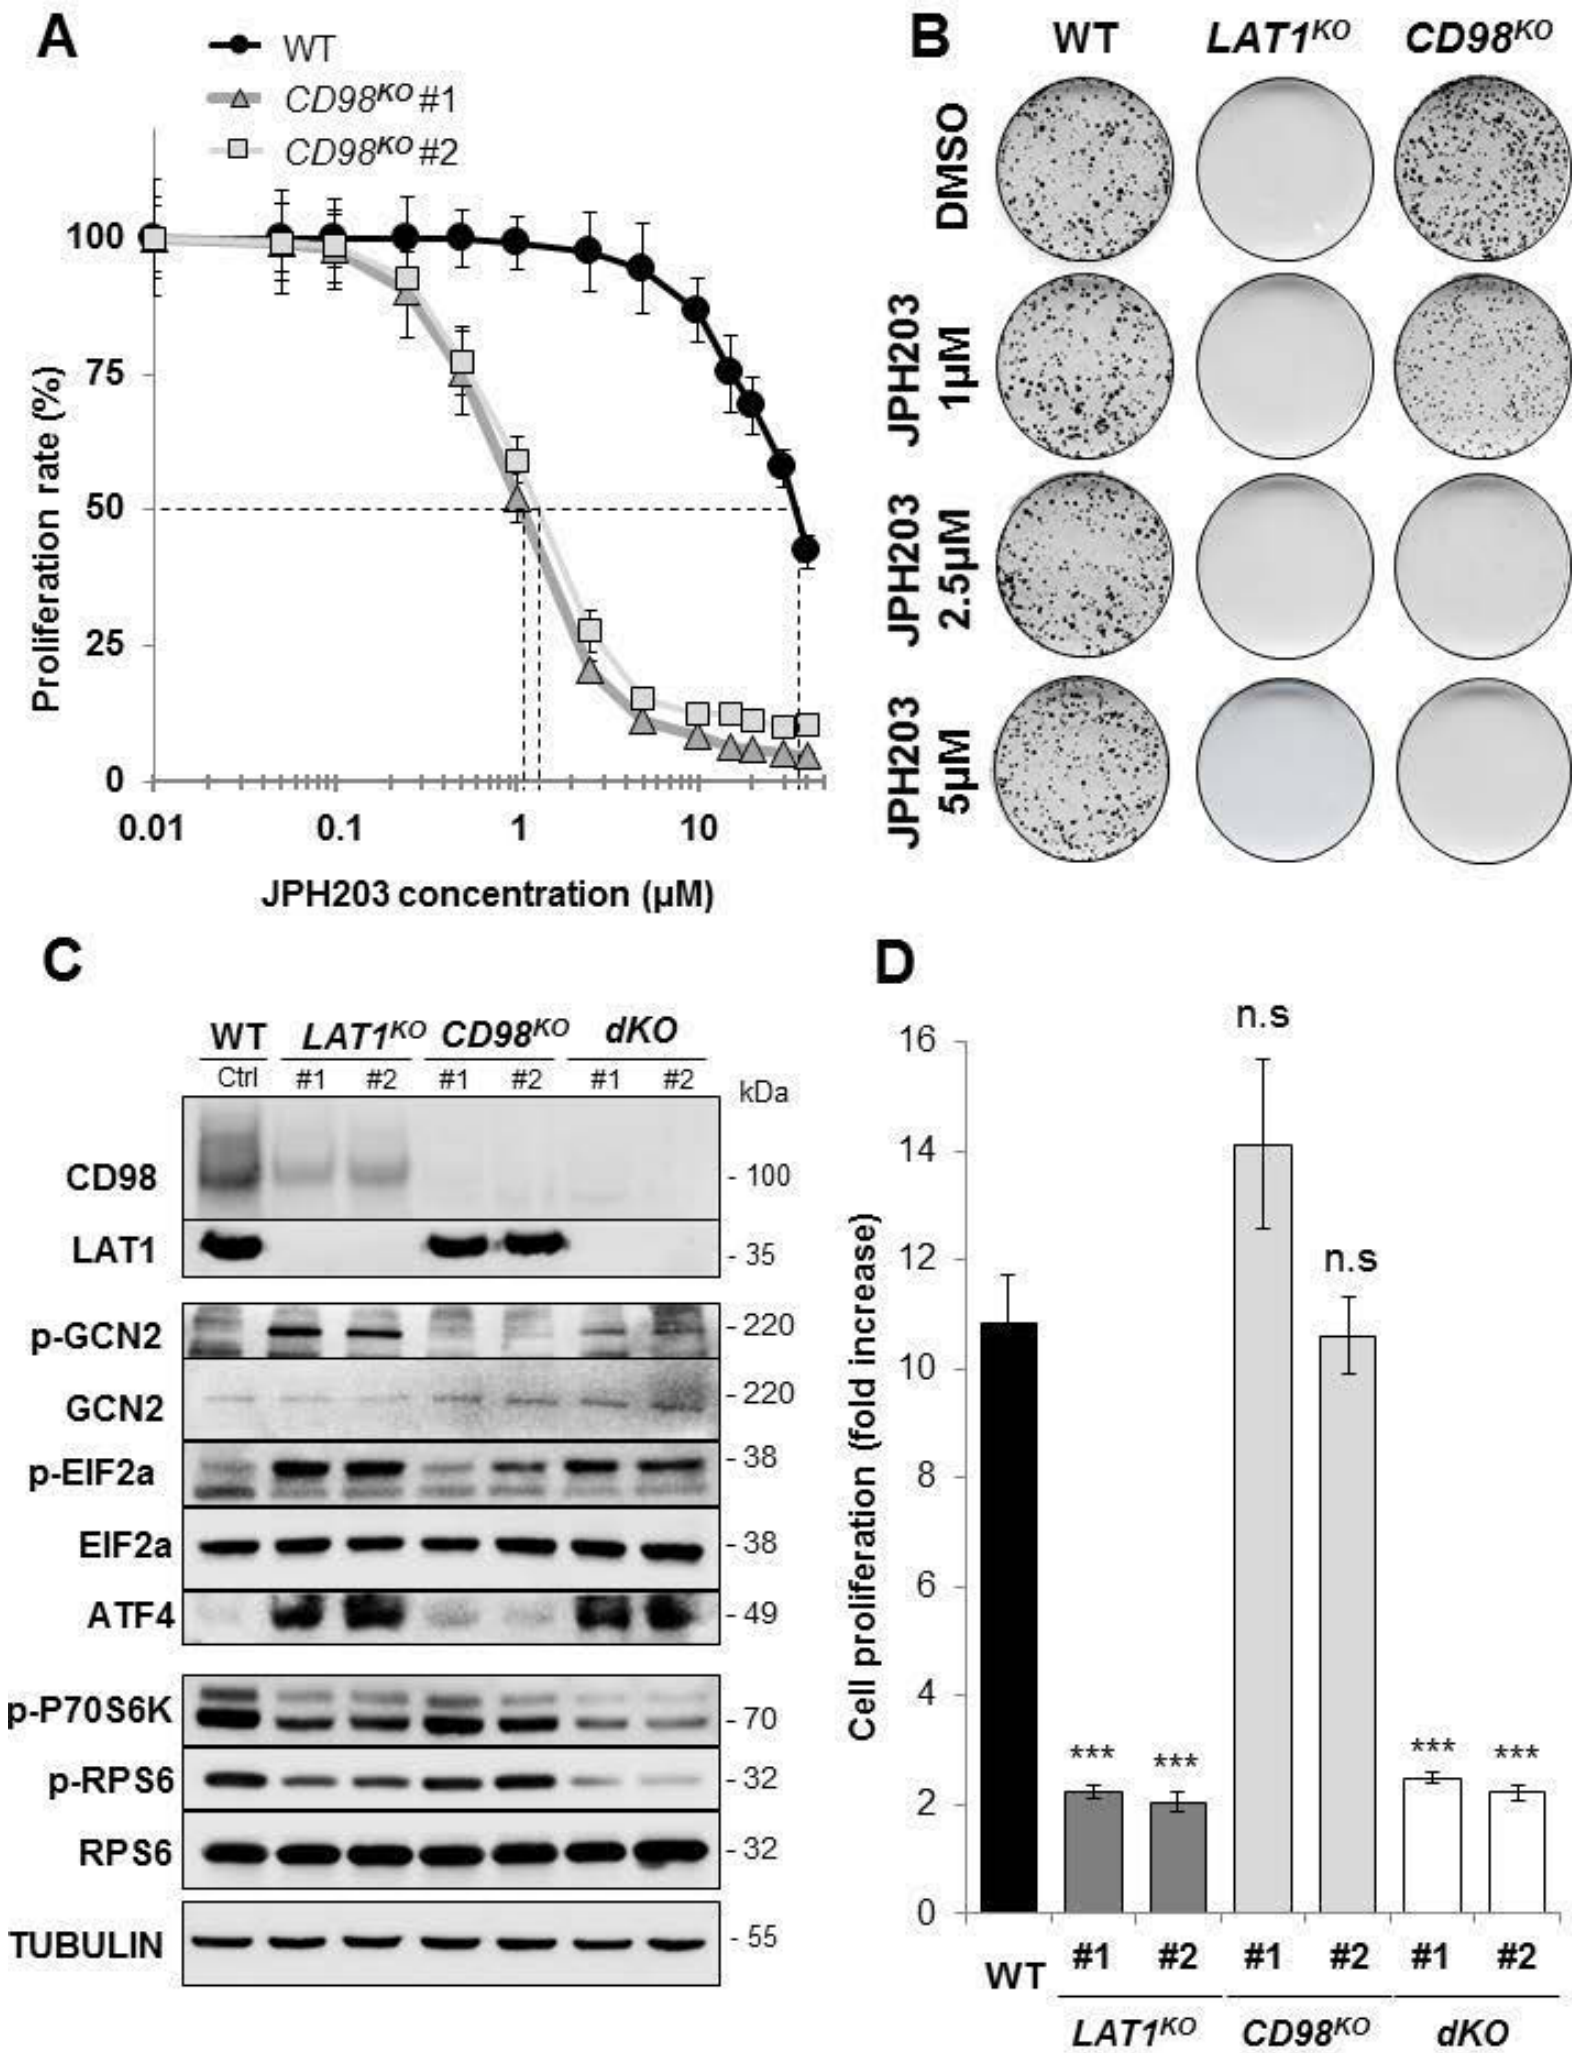 A
WT
CD98KO #1
CD98KO #2
100
75
50
25
0
Proliferation rate (%)
0.01 0.1 1 10
JPH203 concentration (µM)
B
WT LAT1KO CD98KO
DMSO
JPH203
1µM
JPH203
2.5µM
JPH203
5µM
C
WT LAT1KO CD98KO dKO
Ctrl #1 #2 #1 #2 #1 #2
kDa
CD98 - 100
LAT1 - 35
p-GCN2 - 220
GCN2 - 220
p-EIF2a - 38
EIF2a - 38
ATF4 - 49
p-P70S6K - 70
p-RPS6 - 32
RPS6 - 32
TUBULIN - 55
D
Cell proliferation (fold increase)
16
14
12
10
8
6
4
2
0
n.s
n.s
*** *** *** ***
WT #1 #2 #1 #2 #1 #2
LAT1KO CD98KO dKO